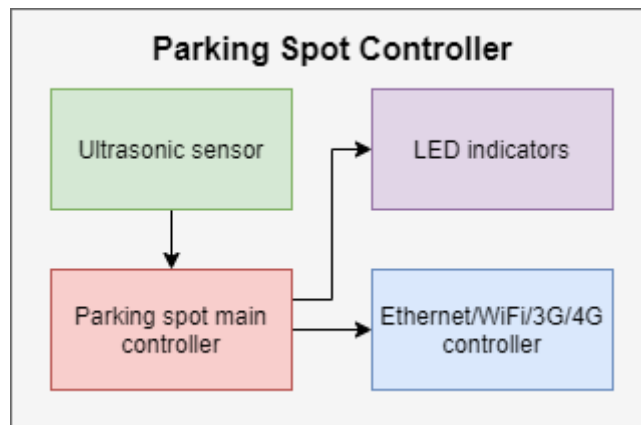 Parking Spot Controller
Ultrasonic sensor
LED indicators
Parking spot main
controller
Ethernet/WiFi/3G/4G
controller